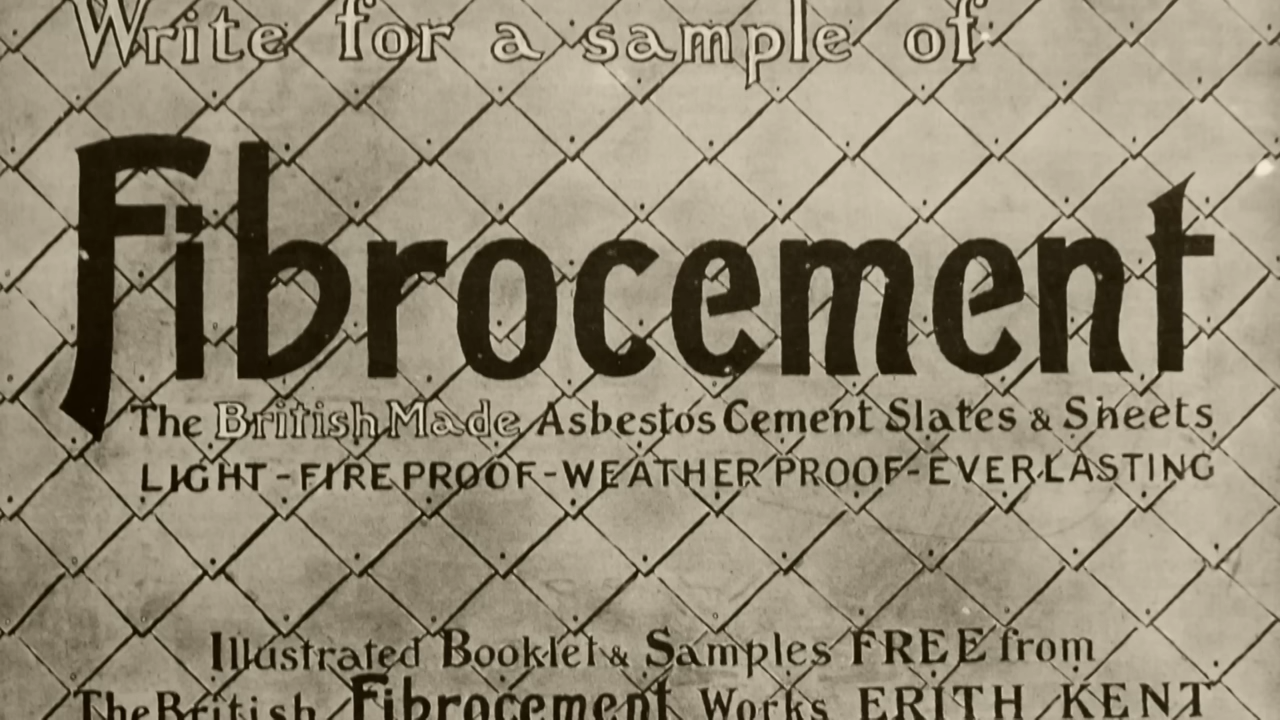 Write for a sample of
Fibrocement
The British Made Asbestos Cement Slates & Sheets
LIGHT - FIRE PROOF - WEATHER PROOF - EVERLASTING
Illustrated Booklet & Samples FREE from
The British Fibrocement Works ERITH KENT